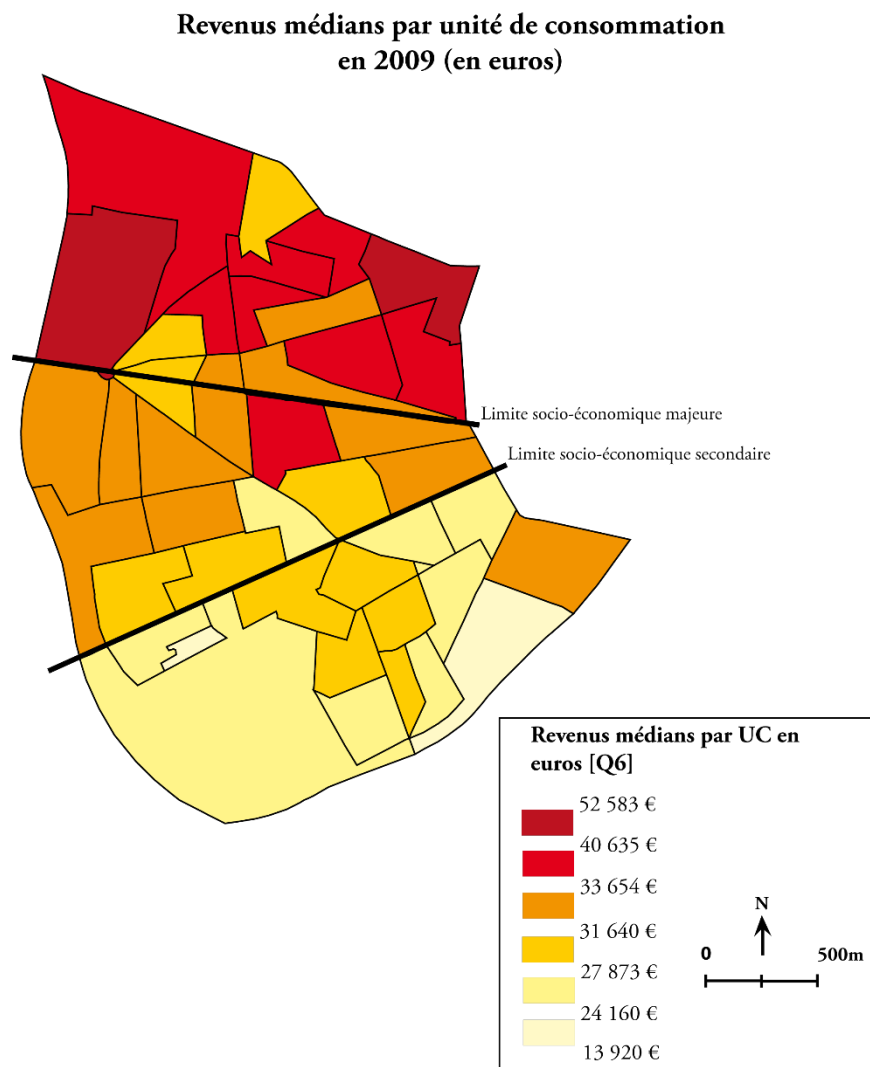 Revenus médians par unité de consommation
en 2009 (en euros)
Limite socio-économique majeure
Limite socio-économique secondaire
Revenus médians par UC en
euros [Q6]
52 583 €
40 635 €
33 654 €
31 640 €
27 873 €
24 160 €
13 920 €
N
0 500m